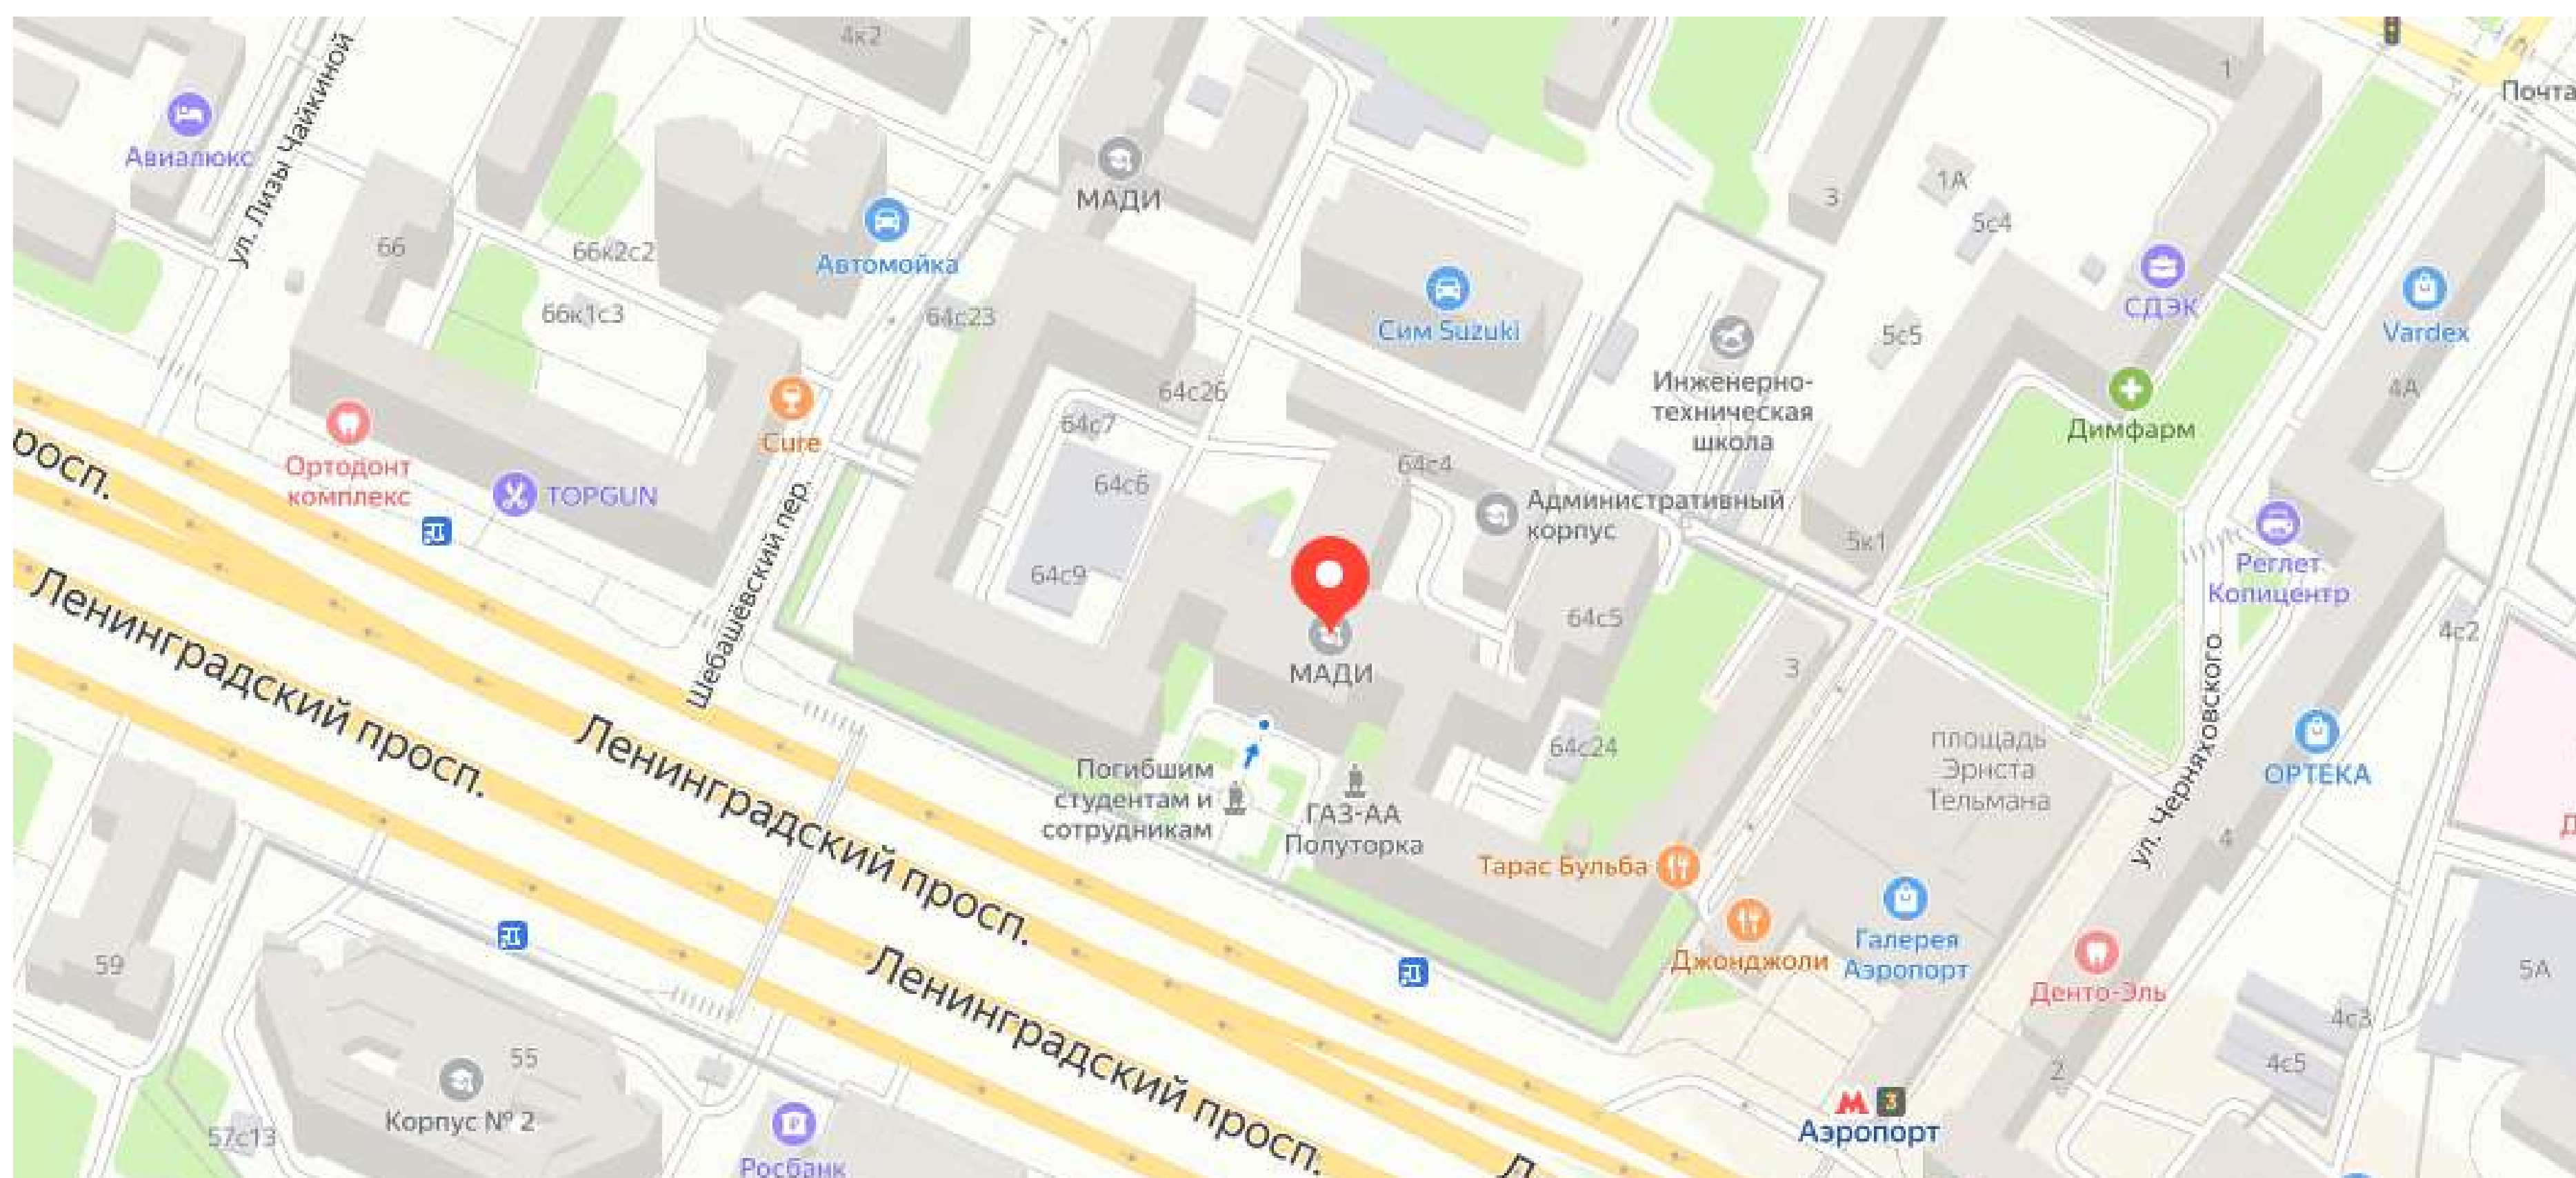 4к2
1
Почта
Авиалюкс
ул. Лизы Чайкиной
МАДИ
1А
3
5с4
66
66к2с2
Автомойка
СДЭК
66к1с3
64с23
Сим Suzuki
5с5
Vardex
64с26
Инженерно-
техническая
школа
4А
64с7
Cure
Димфарм
росп.
Ортодонт
комплекс
TOPGUN
64с6
64с4
Административный
корпус
5к1
Реглет
Копицентр
64с9
Ленинградский просп.
Шебашёвский пер.
64с5
4с2
МАДИ
3
ул. Черняховского
площадь
Эрнста
Тельмана
ОРТЕКА
64с24
Ленинградский просп.
Погибшим
студентам и
сотрудникам
ГАЗ-АА
Полуторка
4
Тарас Бульба
Джонджоли
Галерея
Аэропорт
59
Ленинградский просп.
Денто-Эль
5А
4с3
55
4с5
2
Корпус № 2
3
Аэропорт
57с13
Росбанк